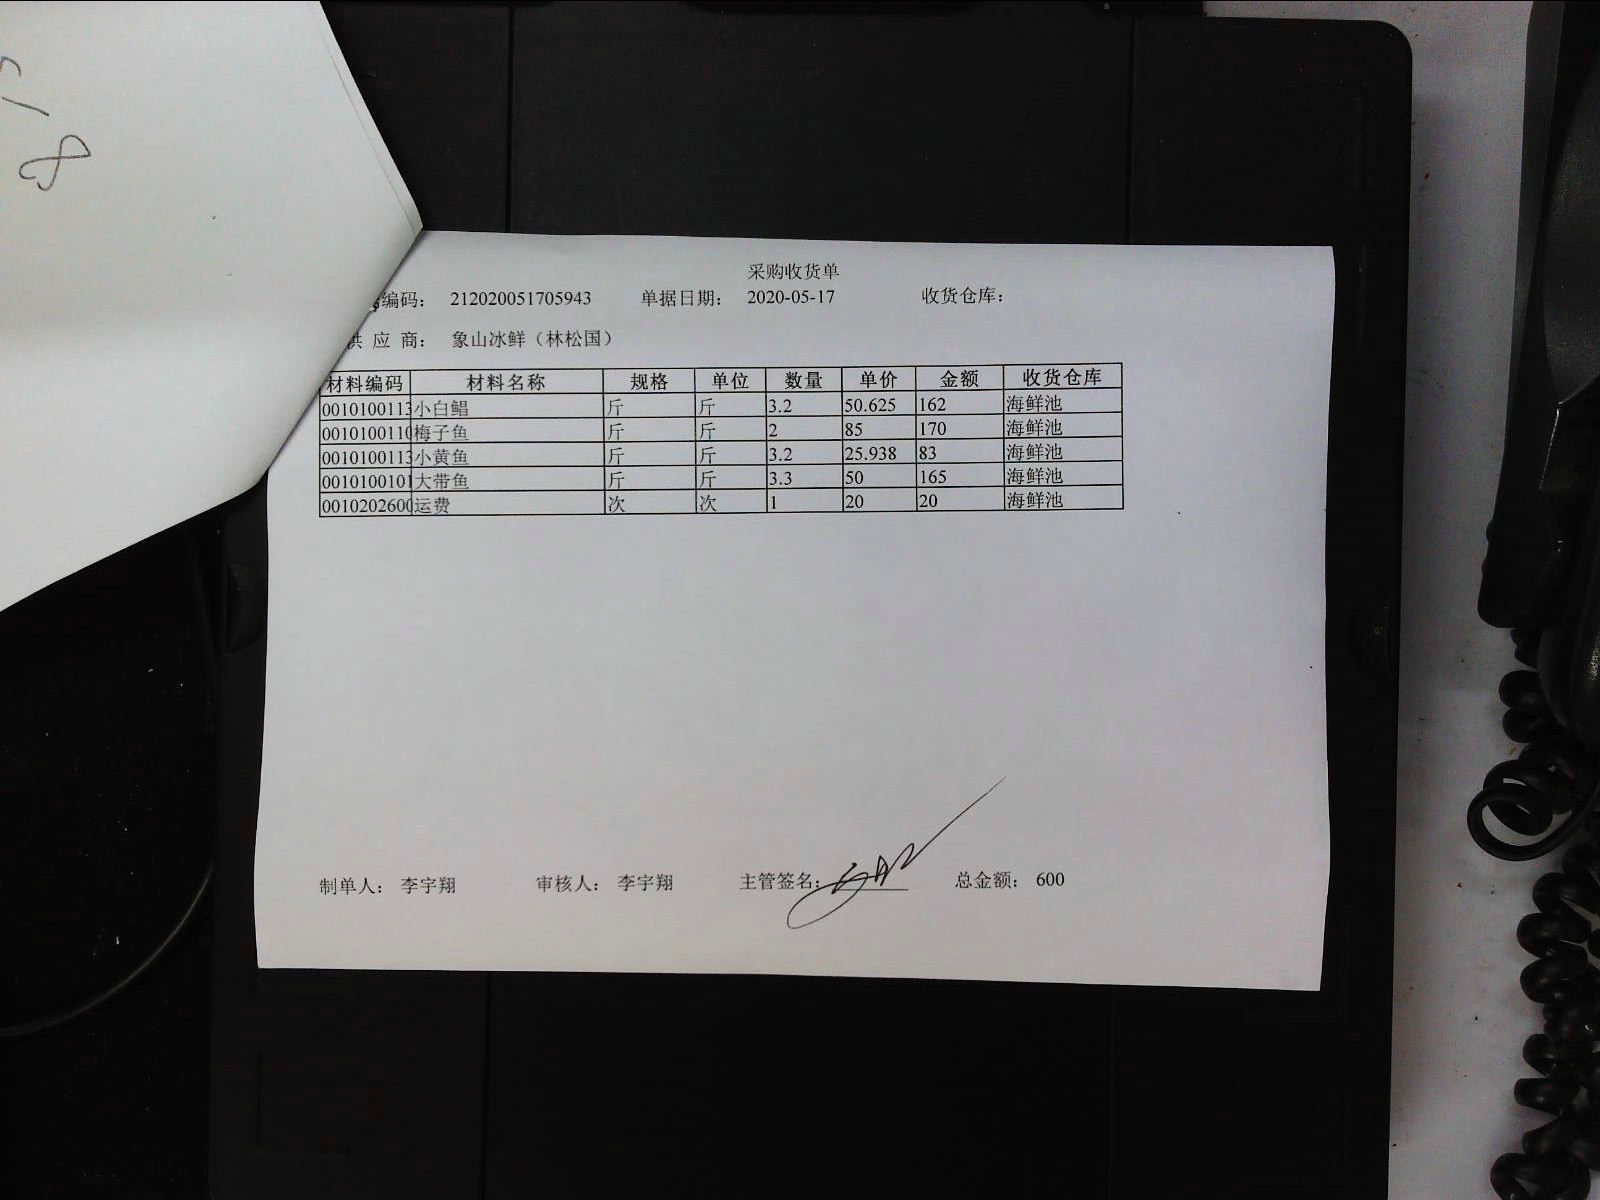 8
采购收货单
编码： 212020051705943 单据日期： 2020-05-17 收货仓库：
供 应 商： 象山冰鲜（林松国）
材料编码 材料名称 规格 单位 数量 单价 金额 收货仓库
0010100113 小白鲳 斤 斤 3.2 50.625 162 海鲜池
0010100110 梅子鱼 斤 斤 2 85 170 海鲜池
0010100113 小黄鱼 斤 斤 3.2 25.938 83 海鲜池
0010100101 大带鱼 斤 斤 3.3 50 165 海鲜池
0010202600 运费 次 次 1 20 20 海鲜池
制单人： 李宇翔 审核人： 李宇翔 主管签名： 总金额： 600